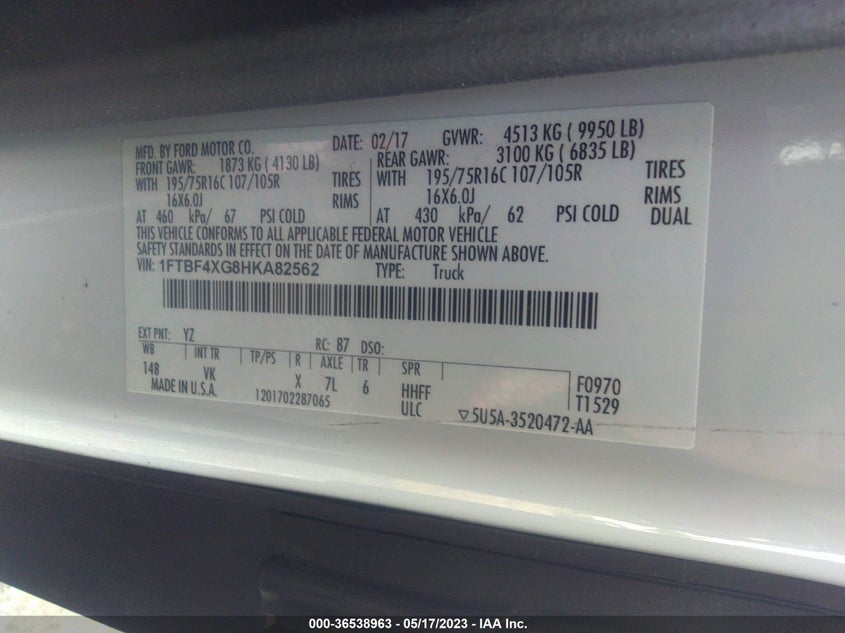 MFD. BY FORD MOTOR CO. DATE: 02/17 GVWR: 4513 KG ( 9950 LB)
FRONT GAWR: 1873 KG ( 4130 LB) REAR GAWR: 3100 KG ( 6835 LB)
WITH 195/75R16C 107/105R TIRES WITH 195/75R16C 107/105R TIRES
16X6.0J RIMS 16X6.0J RIMS
AT 460 kPa/ 67 PSI COLD AT 430 kPa/ 62 PSI COLD DUAL
THIS VEHICLE CONFORMS TO ALL APPLICABLE FEDERAL MOTOR VEHICLE
SAFETY STANDARDS IN EFFECT ON THE DATE OF MANUFACTURE SHOWN ABOVE.
VIN: 1FTBF4XG8HKA82562 TYPE: Truck
EXT PNT: YZ RC: 87 DSO:
WB INT TR TP/PS R AXLE TR SPR
148 VK X 7L 6 HHFF F0970
MADE IN U.S.A. 1201702287065 ULC T1529
▽5U5A-3520472-AA
000-36538963 - 05/17/2023 - IAA Inc.